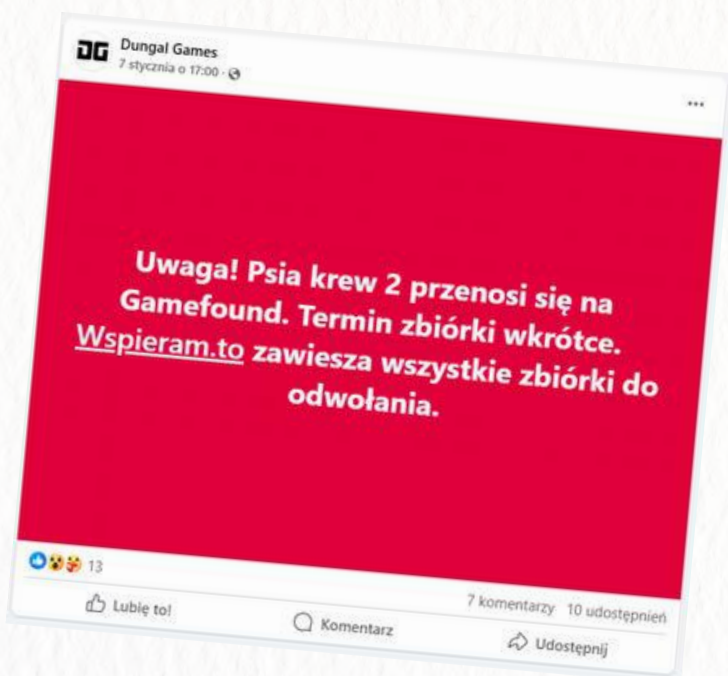 DG Dungal Games
7 stycznia o 17:00 ·
Uwaga! Psia krew 2 przenosi się na
Gamefound. Termin zbiórki wkrótce.
Wspieram.to zawiesza wszystkie zbiórki do
odwołania.
13
7 komentarzy 10 udostępnień
Lubię to! Komentarz Udostępnij